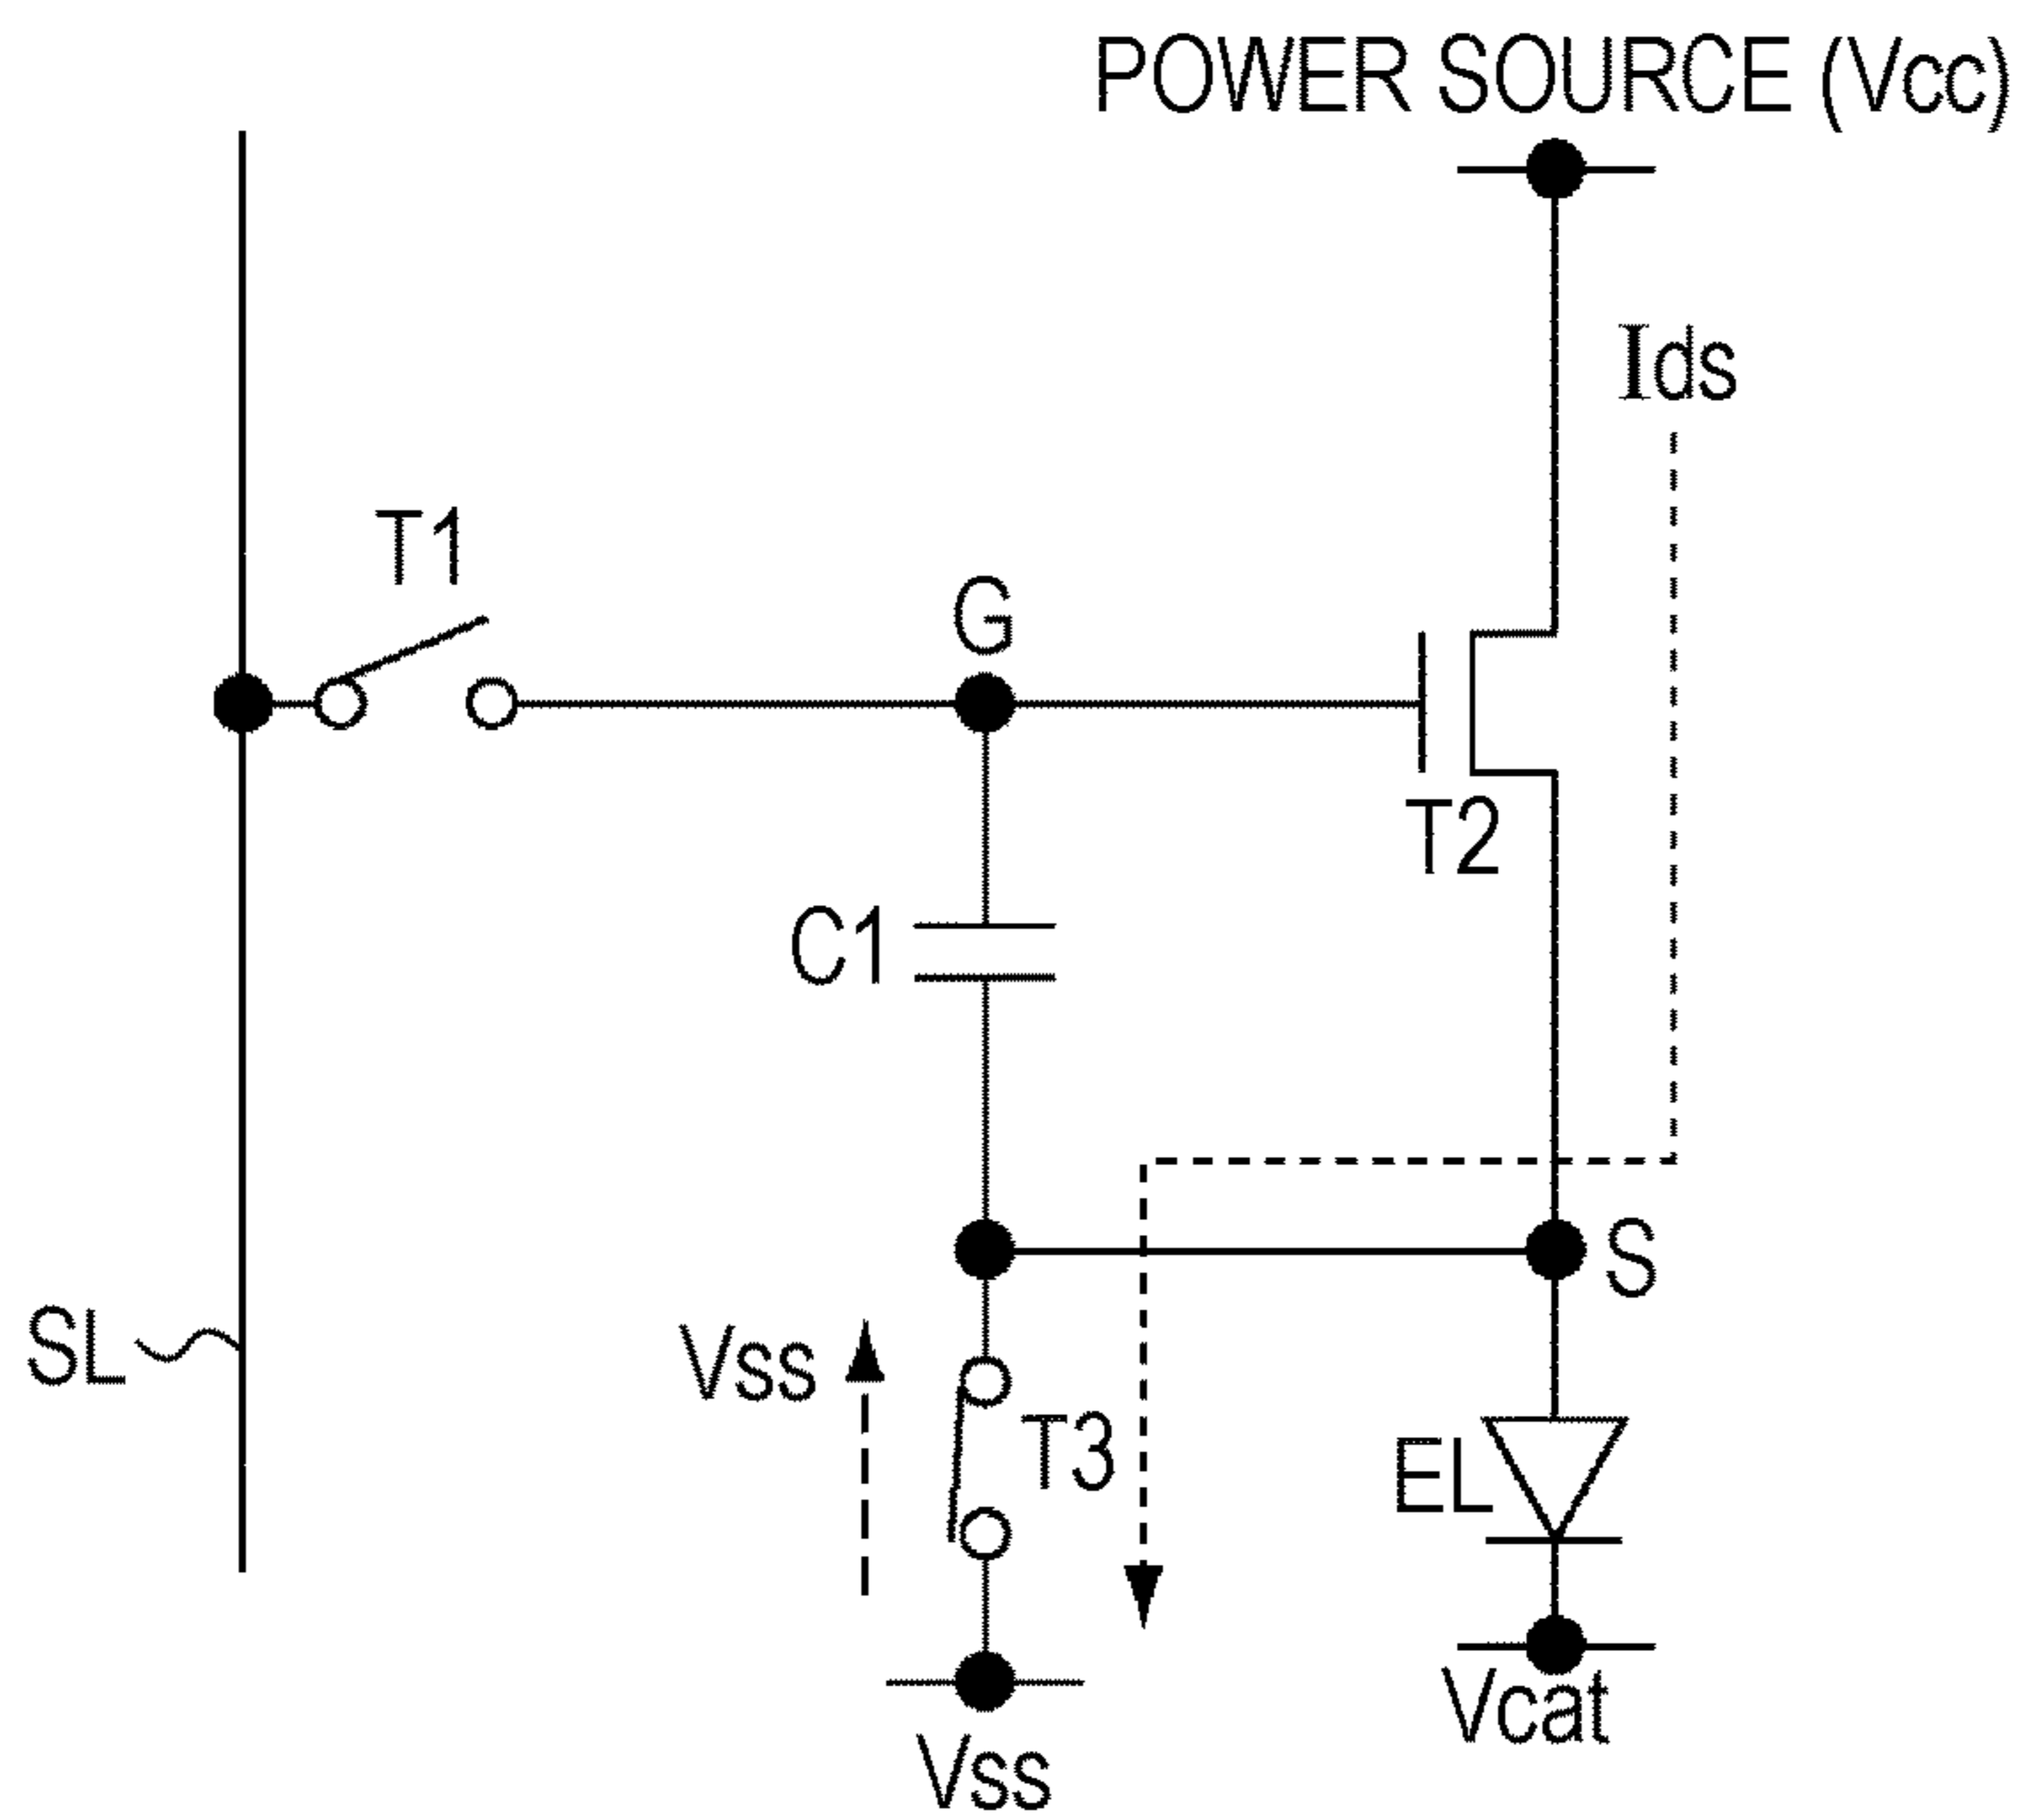 POWER SOURCE (Vcc)
Ids
T1
G
T2
C1
S
SL
Vss
T3
EL
Vcat
Vss